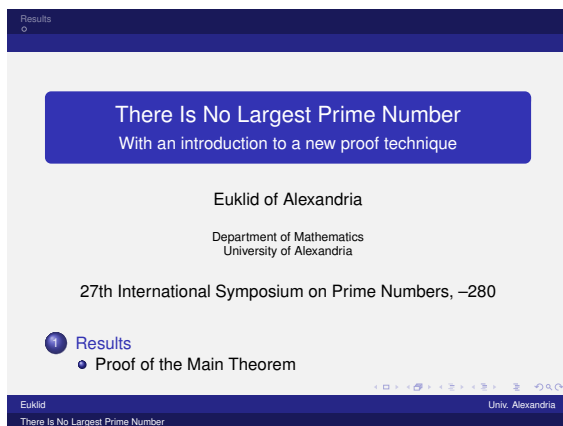 Results
There Is No Largest Prime Number
With an introduction to a new proof technique
Euklid of Alexandria
Department of Mathematics
University of Alexandria
27th International Symposium on Prime Numbers, –280
1 Results
Proof of the Main Theorem
Euklid Univ. Alexandria
There Is No Largest Prime Number